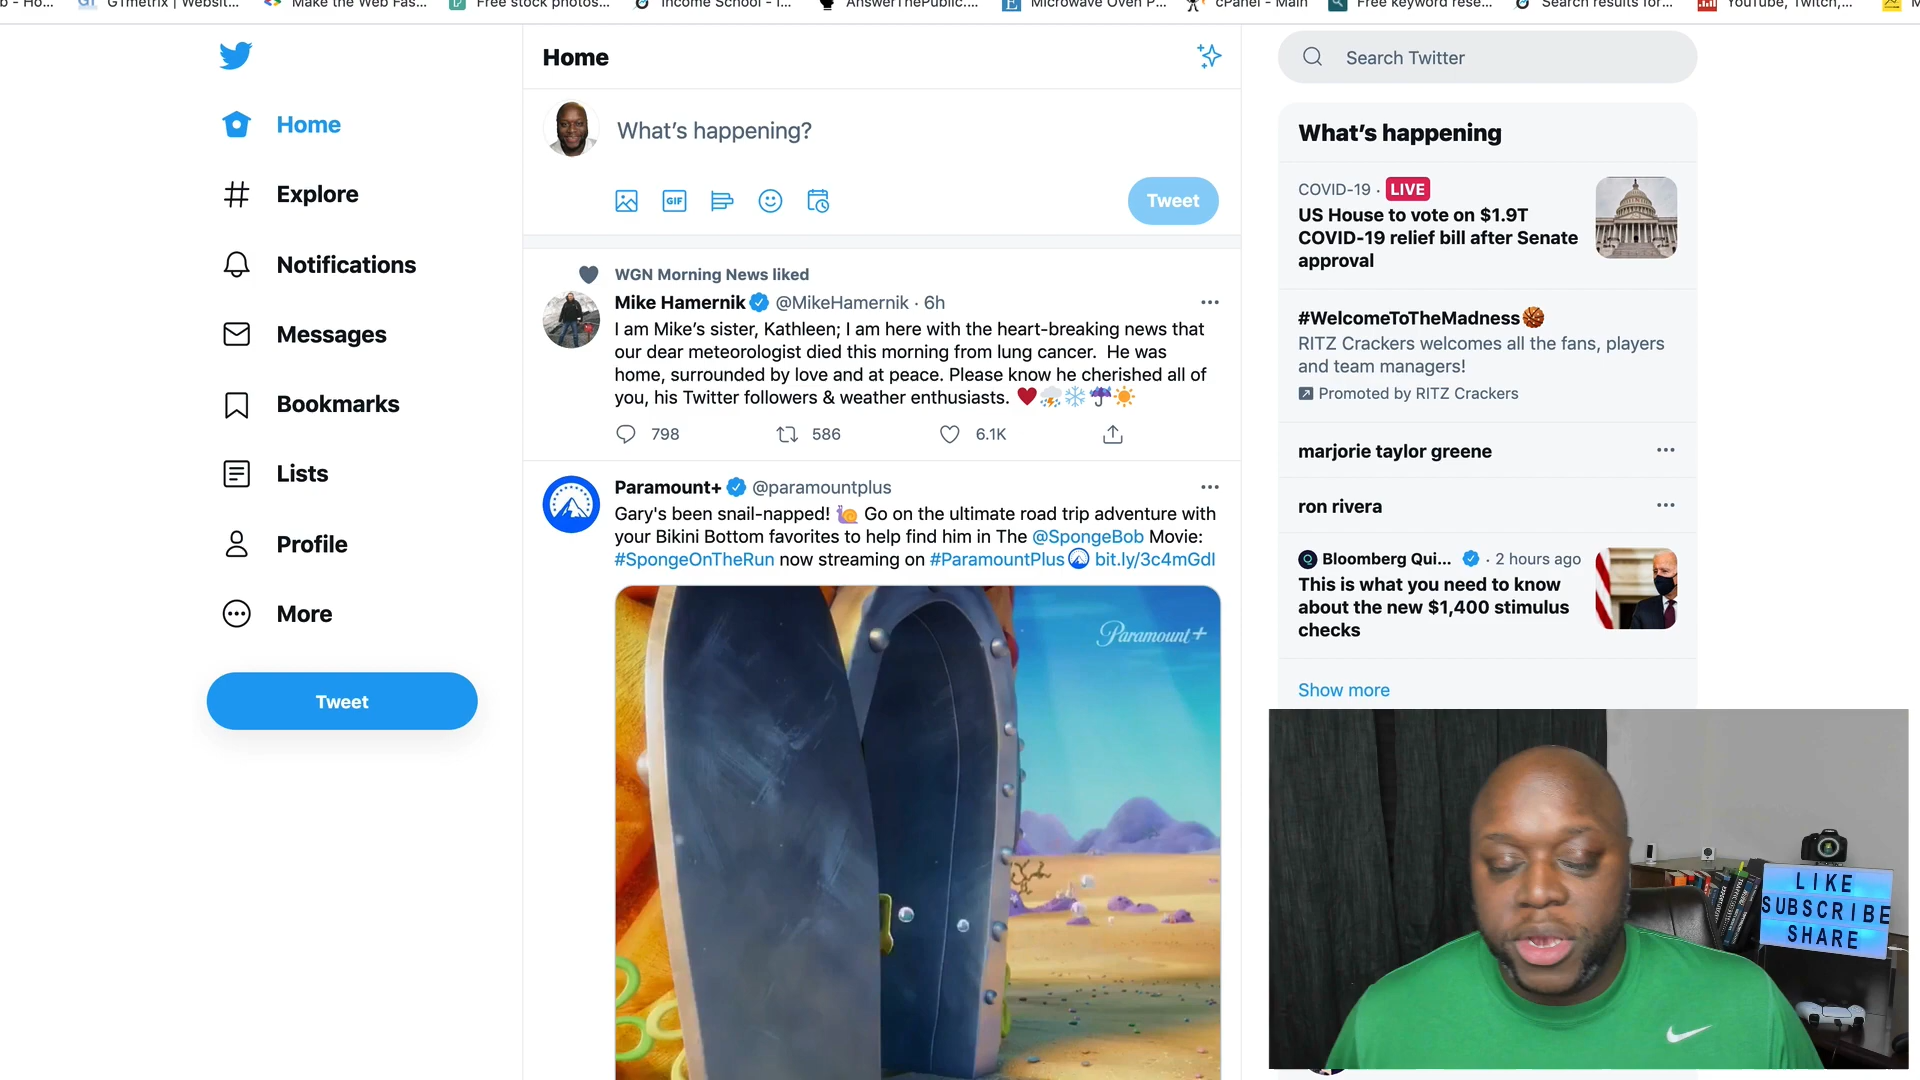 GTmetrix | Websit...
Make the Web Fas...
Free stock photos...
Income School - I...
AnswerThePublic....
Microwave Oven P...
cPanel - Main
Free keyword rese...
Search results for...
YouTube, Twitch,...
Home
Search Twitter
Home
Explore
Notifications
Messages
Bookmarks
Lists
Profile
More
Tweet
What's happening?
GIF
Tweet
WGN Morning News liked
Mike Hamernik @MikeHamernik · 6h
I am Mike's sister, Kathleen; I am here with the heart-breaking news that
our dear meteorologist died this morning from lung cancer. He was
home, surrounded by love and at peace. Please know he cherished all of
you, his Twitter followers & weather enthusiasts. ♥️⛈️❄️☔☀️
798
586
6.1K
Paramount+ @paramountplus
Gary's been snail-napped! 🐌 Go on the ultimate road trip adventure with
your Bikini Bottom favorites to help find him in The @SpongeBob Movie:
#SpongeOnTheRun now streaming on #ParamountPlus bit.ly/3c4mGdI
Paramount+
What's happening
COVID-19 · LIVE
US House to vote on $1.9T
COVID-19 relief bill after Senate
approval
#WelcomeToTheMadness🏀
RITZ Crackers welcomes all the fans, players
and team managers!
Promoted by RITZ Crackers
marjorie taylor greene
ron rivera
Bloomberg Qui... · 2 hours ago
This is what you need to know
about the new $1,400 stimulus
checks
Show more
LIKE
SUBSCRIBE
SHARE